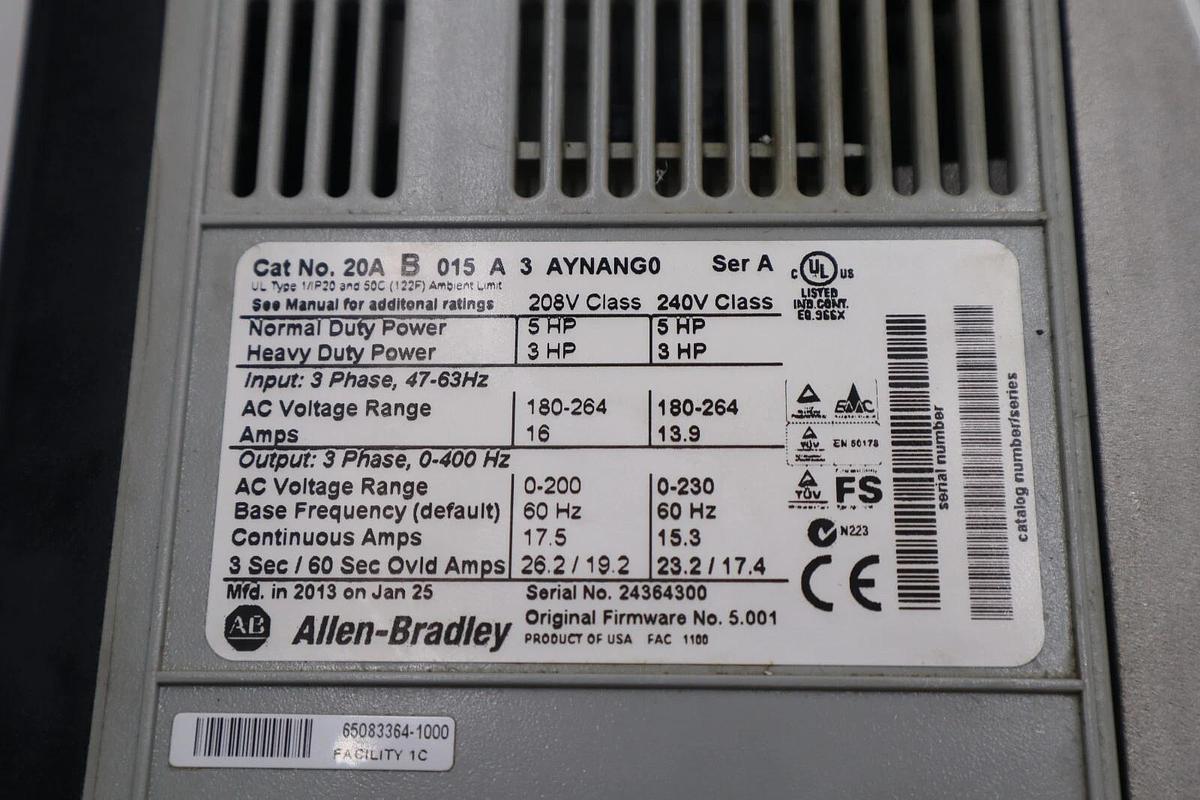 Cat No. 20A B 015 A 3 AYNANG0 Ser A
UL Type 1/IP20 and 50C (122F) Ambient Limit
See Manual for additonal ratings 208V Class 240V Class
Normal Duty Power 5 HP 5 HP
Heavy Duty Power 3 HP 3 HP
Input: 3 Phase, 47-63Hz
AC Voltage Range 180-264 180-264
Amps 16 13.9
Output: 3 Phase, 0-400 Hz
AC Voltage Range 0-200 0-230
Base Frequency (default) 60 Hz 60 Hz
Continuous Amps 17.5 15.3
3 Sec / 60 Sec Ovld Amps 26.2 / 19.2 23.2 / 17.4
Mfd. in 2013 on Jan 25 Serial No. 24364300
Original Firmware No. 5.001
AB Allen-Bradley PRODUCT OF USA FAC 1100
c UL US
LISTED
IND.CONT.
EQ.966X
EMC
TÜV EN 50178
TÜV FS
N223
CE
serial number
catalog number/series
65083364-1000
FACILITY 1C